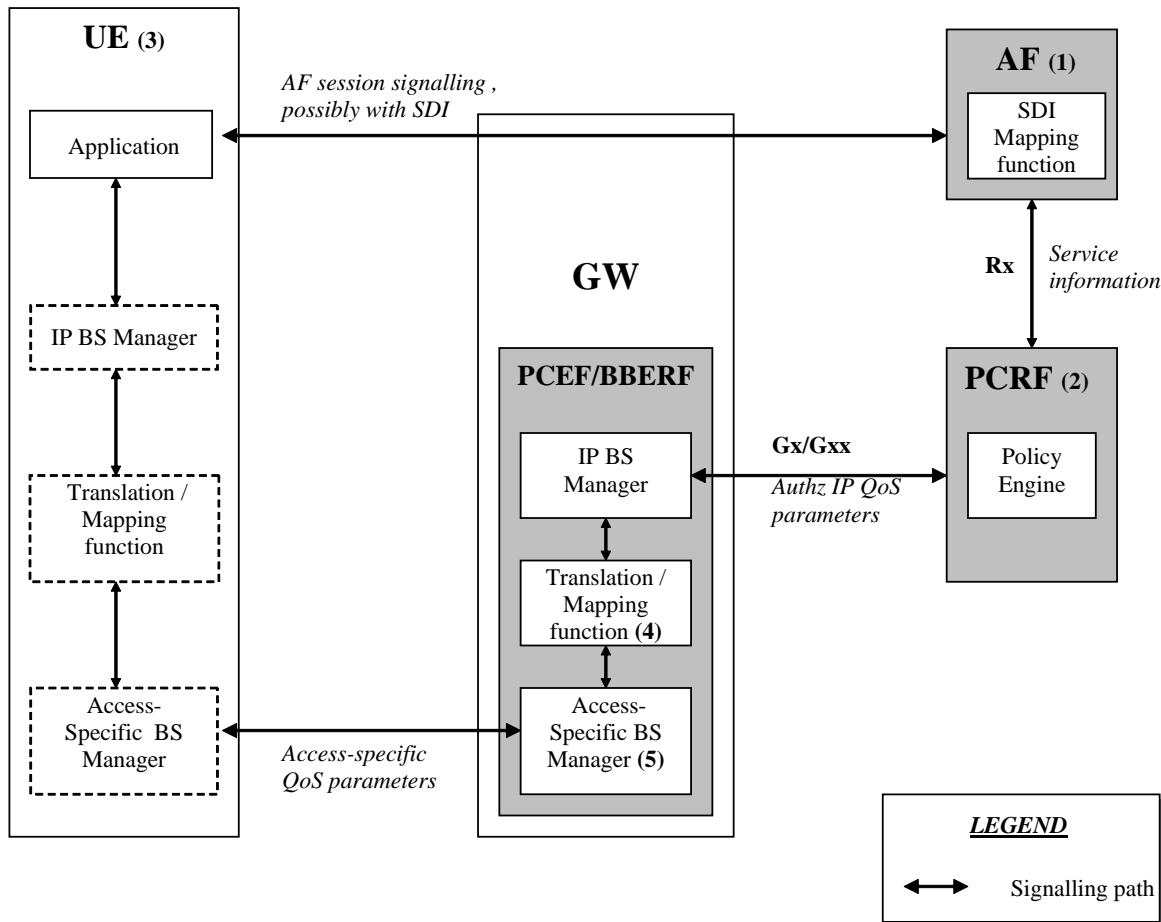 UE (3)
AF session signalling ,
possibly with SDI
Application
IP BS Manager
Translation /
Mapping
function
Access-
Specific BS
Manager
Access-specific
QoS parameters
GW
PCEF/BBERF
IP BS
Manager
Translation /
Mapping
function (4)
Access-
Specific BS
Manager (5)
Gx/Gxx
Authz IP QoS
parameters
AF (1)
SDI
Mapping
function
Rx
Service
information
PCRF (2)
Policy
Engine
LEGEND
Signalling path